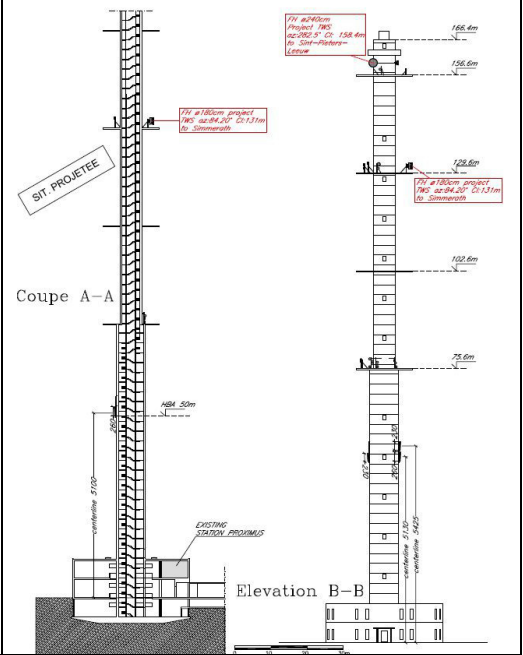 FH ø240cm
Project TWS
az:282.5° Cl: 158.4m
to Sint-Pieters-
Leeuw
166.4m
156.6m
FH ø180cm project
TWS az:84.20° Cl:131m
to Simmerath
129.6m
FH ø180cm project
TWS az:84.20° Cl:131m
to Simmerath
SIT. PROJETEE
102.6m
Coupe A-A
75.6m
HBA 50m
260
centerline 5100
230
220
260
centerline 5130
centerline 5425
EXISTING
STATION PROXIMUS
Elevation B-B